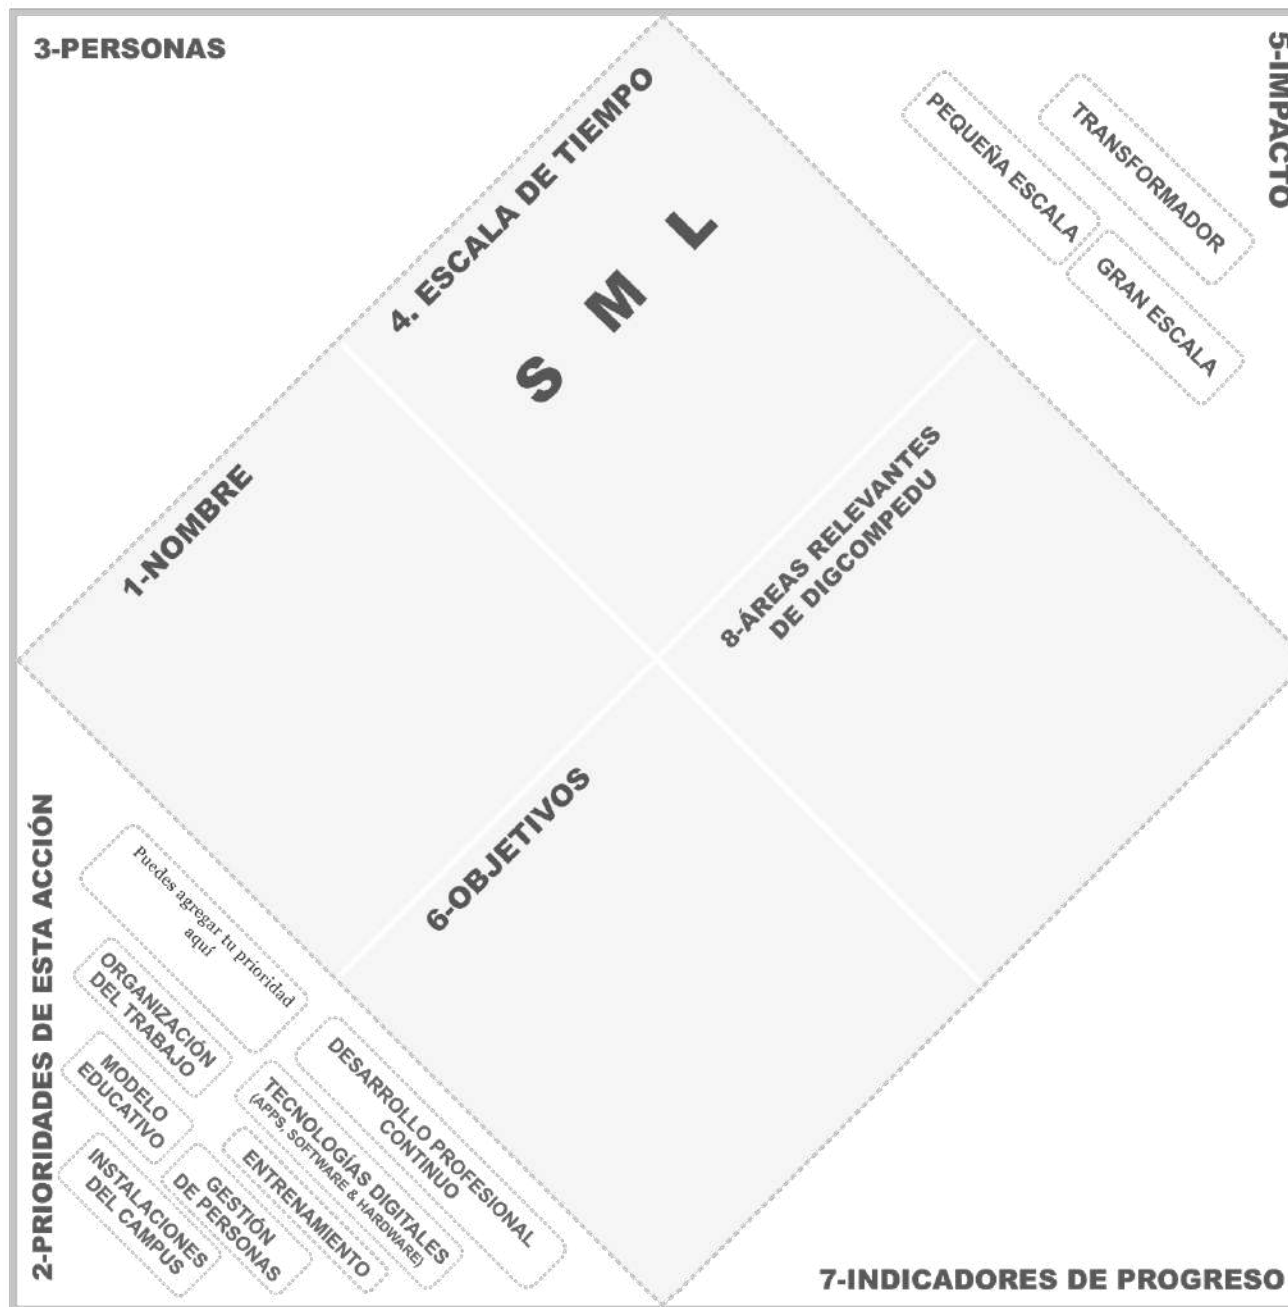 3-PERSONAS
5-IMPACTO
PEQUEÑA ESCALA
TRANSFORMADOR
GRAN ESCALA
4. ESCALA DE TIEMPO
S M L
1-NOMBRE
8-ÁREAS RELEVANTES
DE DIGCOMPEDU
6-OBJETIVOS
2-PRIORIDADES DE ESTA ACCIÓN
Puedes agregar tu prioridad
aquí
ORGANIZACIÓN
DEL TRABAJO
MODELO
EDUCATIVO
INSTALACIONES
DEL CAMPUS
GESTIÓN
DE PERSONAS
ENTRENAMIENTO
TECNOLOGÍAS DIGITALES
(APPS, SOFTWARE & HARDWARE)
DESARROLLO PROFESIONAL
CONTINUO
7-INDICADORES DE PROGRESO